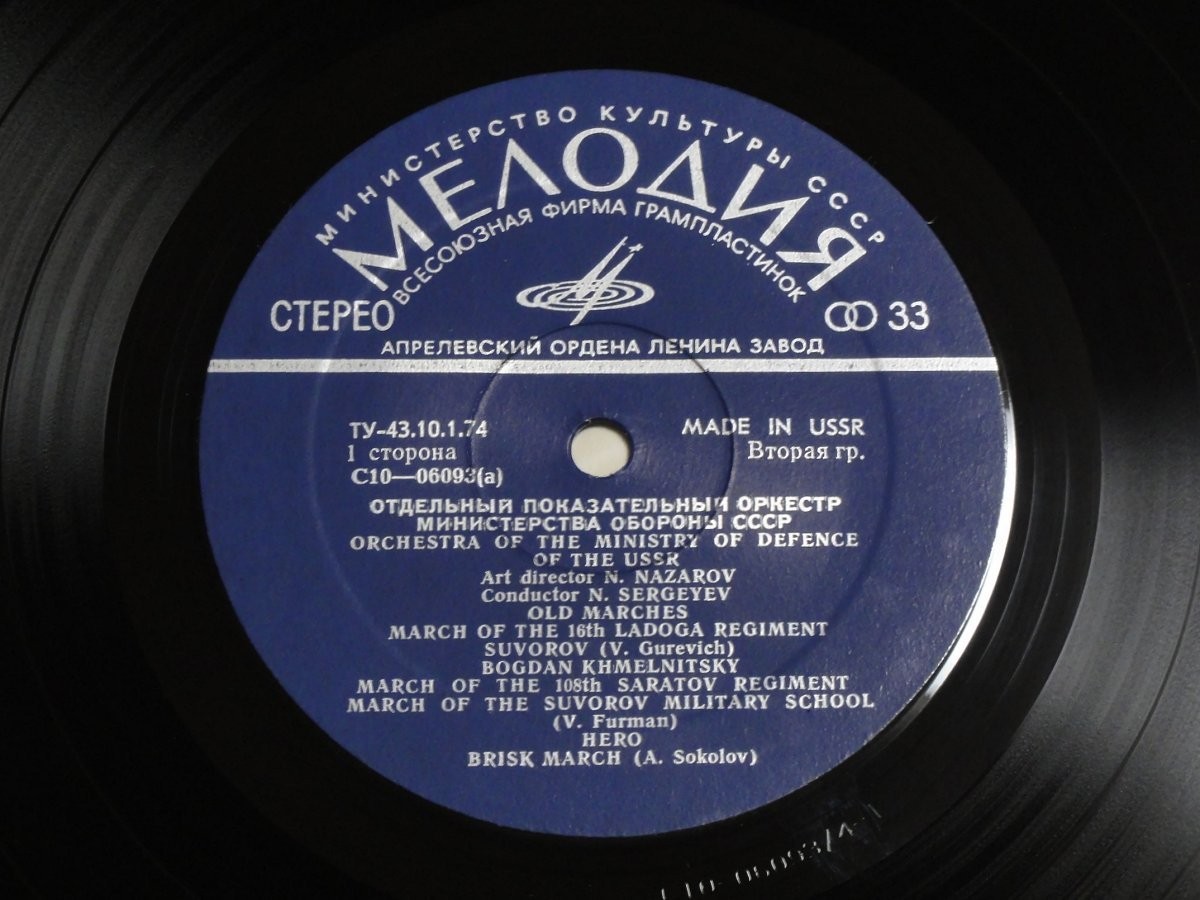 МИНИСТЕРСТВО КУЛЬТУРЫ СССР
МЕЛОДИЯ
ВСЕСОЮЗНАЯ ФИРМА ГРАМПЛАСТИНОК
СТЕРЕО
33
АПРЕЛЕВСКИЙ ОРДЕНА ЛЕНИНА ЗАВОД
ТУ-43.10.1.74
MADE IN USSR
1 сторона
Вторая гр.
С10—06093(а)
ОТДЕЛЬНЫЙ ПОКАЗАТЕЛЬНЫЙ ОРКЕСТР
МИНИСТЕРСТВА ОБОРОНЫ СССР
ORCHESTRA OF THE MINISTRY OF DEFENCE
OF THE USSR
Art director N. NAZAROV
Conductor N. SERGEYEV
OLD MARCHES
MARCH OF THE 16th LADOGA REGIMENT
SUVOROV (V. Gurevich)
BOGDAN KHMELNITSKY
MARCH OF THE 108th SARATOV REGIMENT
MARCH OF THE SUVOROV MILITARY SCHOOL
(V. Furman)
HERO
BRISK MARCH (A. Sokolov)